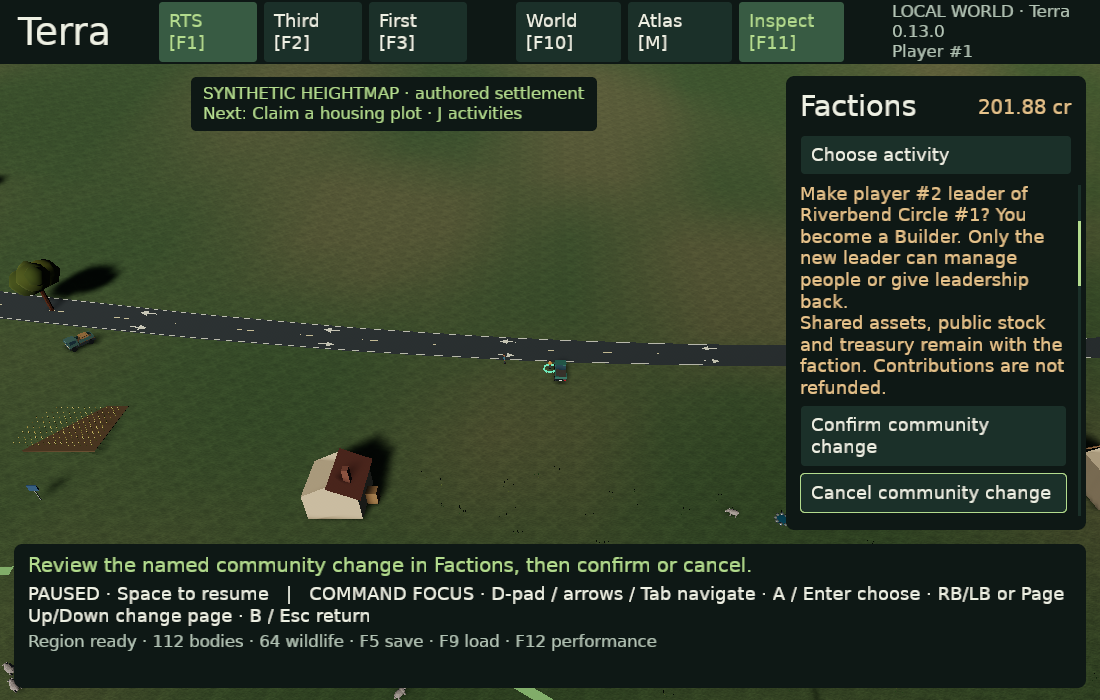 Terra
RTS
[F1]
Third
[F2]
First
[F3]
World
[F10]
Atlas
[M]
Inspect
[F11]
LOCAL WORLD · Terra
0.13.0
Player #1
SYNTHETIC HEIGHTMAP · authored settlement
Next: Claim a housing plot · J activities
Factions
201.88 cr
Choose activity
Make player #2 leader of
Riverbend Circle #1? You
become a Builder. Only the
new leader can manage
people or give leadership
back.
Shared assets, public stock
and treasury remain with the
faction. Contributions are not
refunded.
Confirm community
change
Cancel community change
Review the named community change in Factions, then confirm or cancel.
PAUSED · Space to resume | COMMAND FOCUS · D-pad / arrows / Tab navigate · A / Enter choose · RB/LB or Page
Up/Down change page · B / Esc return
Region ready · 112 bodies · 64 wildlife · F5 save · F9 load · F12 performance